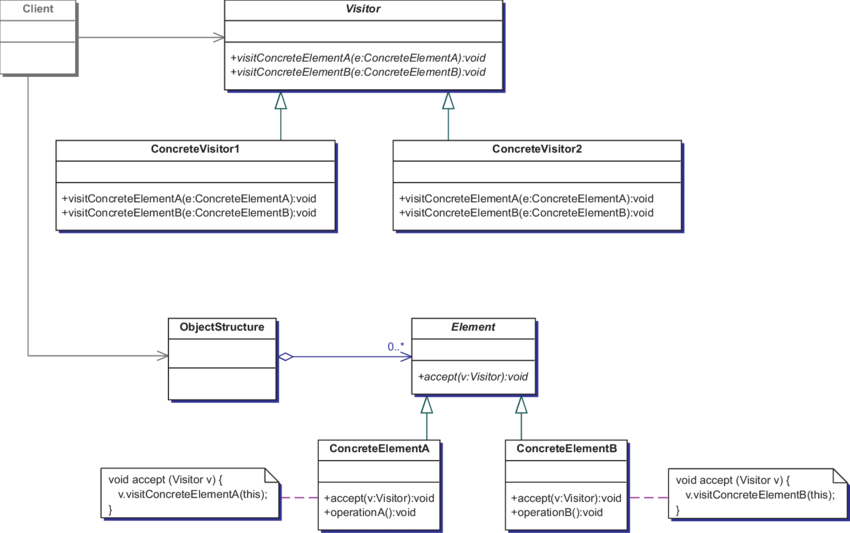 Client
Visitor
+visitConcreteElementA(e:ConcreteElementA):void
+visitConcreteElementB(e:ConcreteElementB):void
ConcreteVisitor1
+visitConcreteElementA(e:ConcreteElementA):void
+visitConcreteElementB(e:ConcreteElementB):void
ConcreteVisitor2
+visitConcreteElementA(e:ConcreteElementA):void
+visitConcreteElementB(e:ConcreteElementB):void
ObjectStructure
0..*
Element
+accept(v:Visitor):void
void accept (Visitor v) {
v.visitConcreteElementA(this);
}
ConcreteElementA
+accept(v:Visitor):void
+operationA():void
ConcreteElementB
+accept(v:Visitor):void
+operationB():void
void accept (Visitor v) {
v.visitConcreteElementB(this);
}